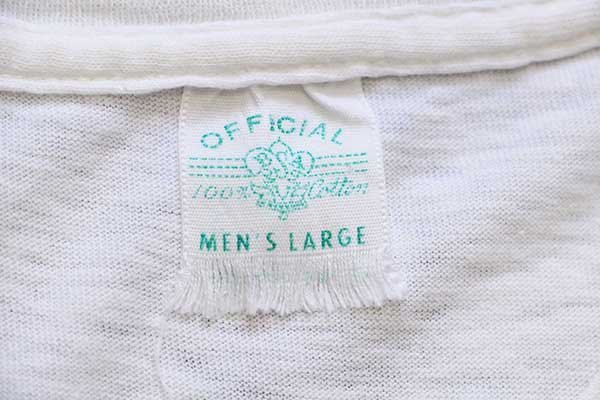 OFFICIAL
BSA
100% Cotton
MEN'S LARGE